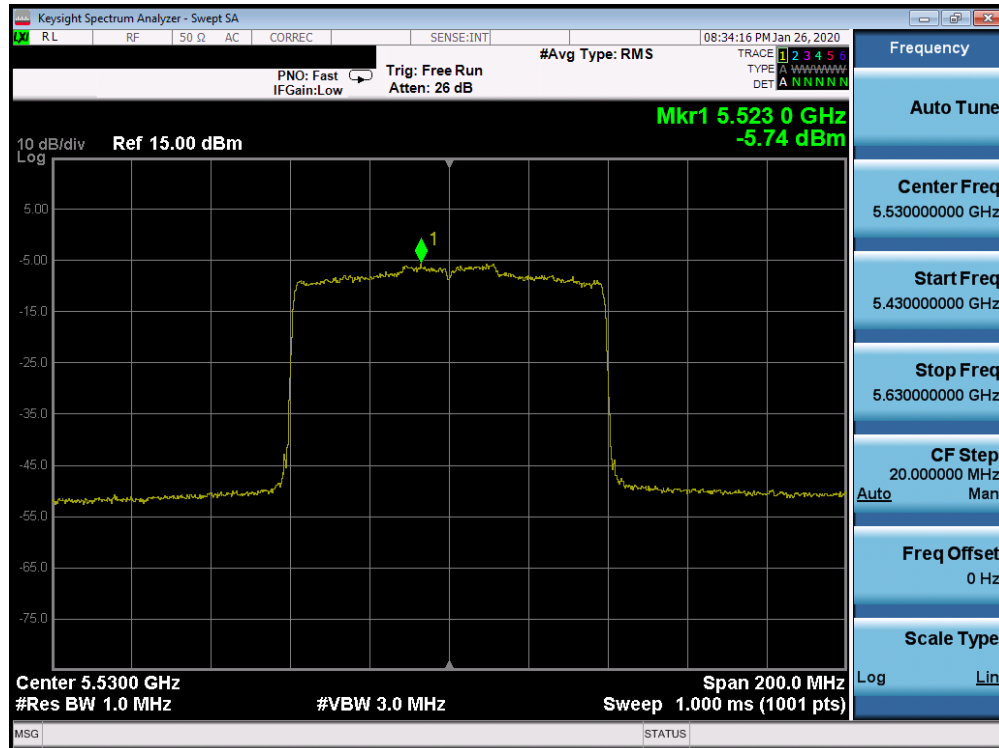 Keysight Spectrum Analyzer - Swept SA
LXI RL RF 50 Ω AC CORREC SENSE:INT 08:34:16 PM Jan 26, 2020
#Avg Type: RMS
TRACE 1 2 3 4 5 6
TYPE A WWWWW
DET A N N N N N
PNO: Fast
IFGain:Low
Trig: Free Run
Atten: 26 dB
Mkr1 5.523 0 GHz
-5.74 dBm
10 dB/div Ref 15.00 dBm
Log
5.00
-5.00
-15.0
-25.0
-35.0
-45.0
-55.0
-65.0
-75.0
1
Center 5.5300 GHz
Span 200.0 MHz
#Res BW 1.0 MHz
#VBW 3.0 MHz
Sweep 1.000 ms (1001 pts)
MSG
STATUS
Frequency
Auto Tune
Center Freq
5.530000000 GHz
Start Freq
5.430000000 GHz
Stop Freq
5.630000000 GHz
CF Step
20.000000 MHz
Auto Man
Freq Offset
0 Hz
Scale Type
Log Lin